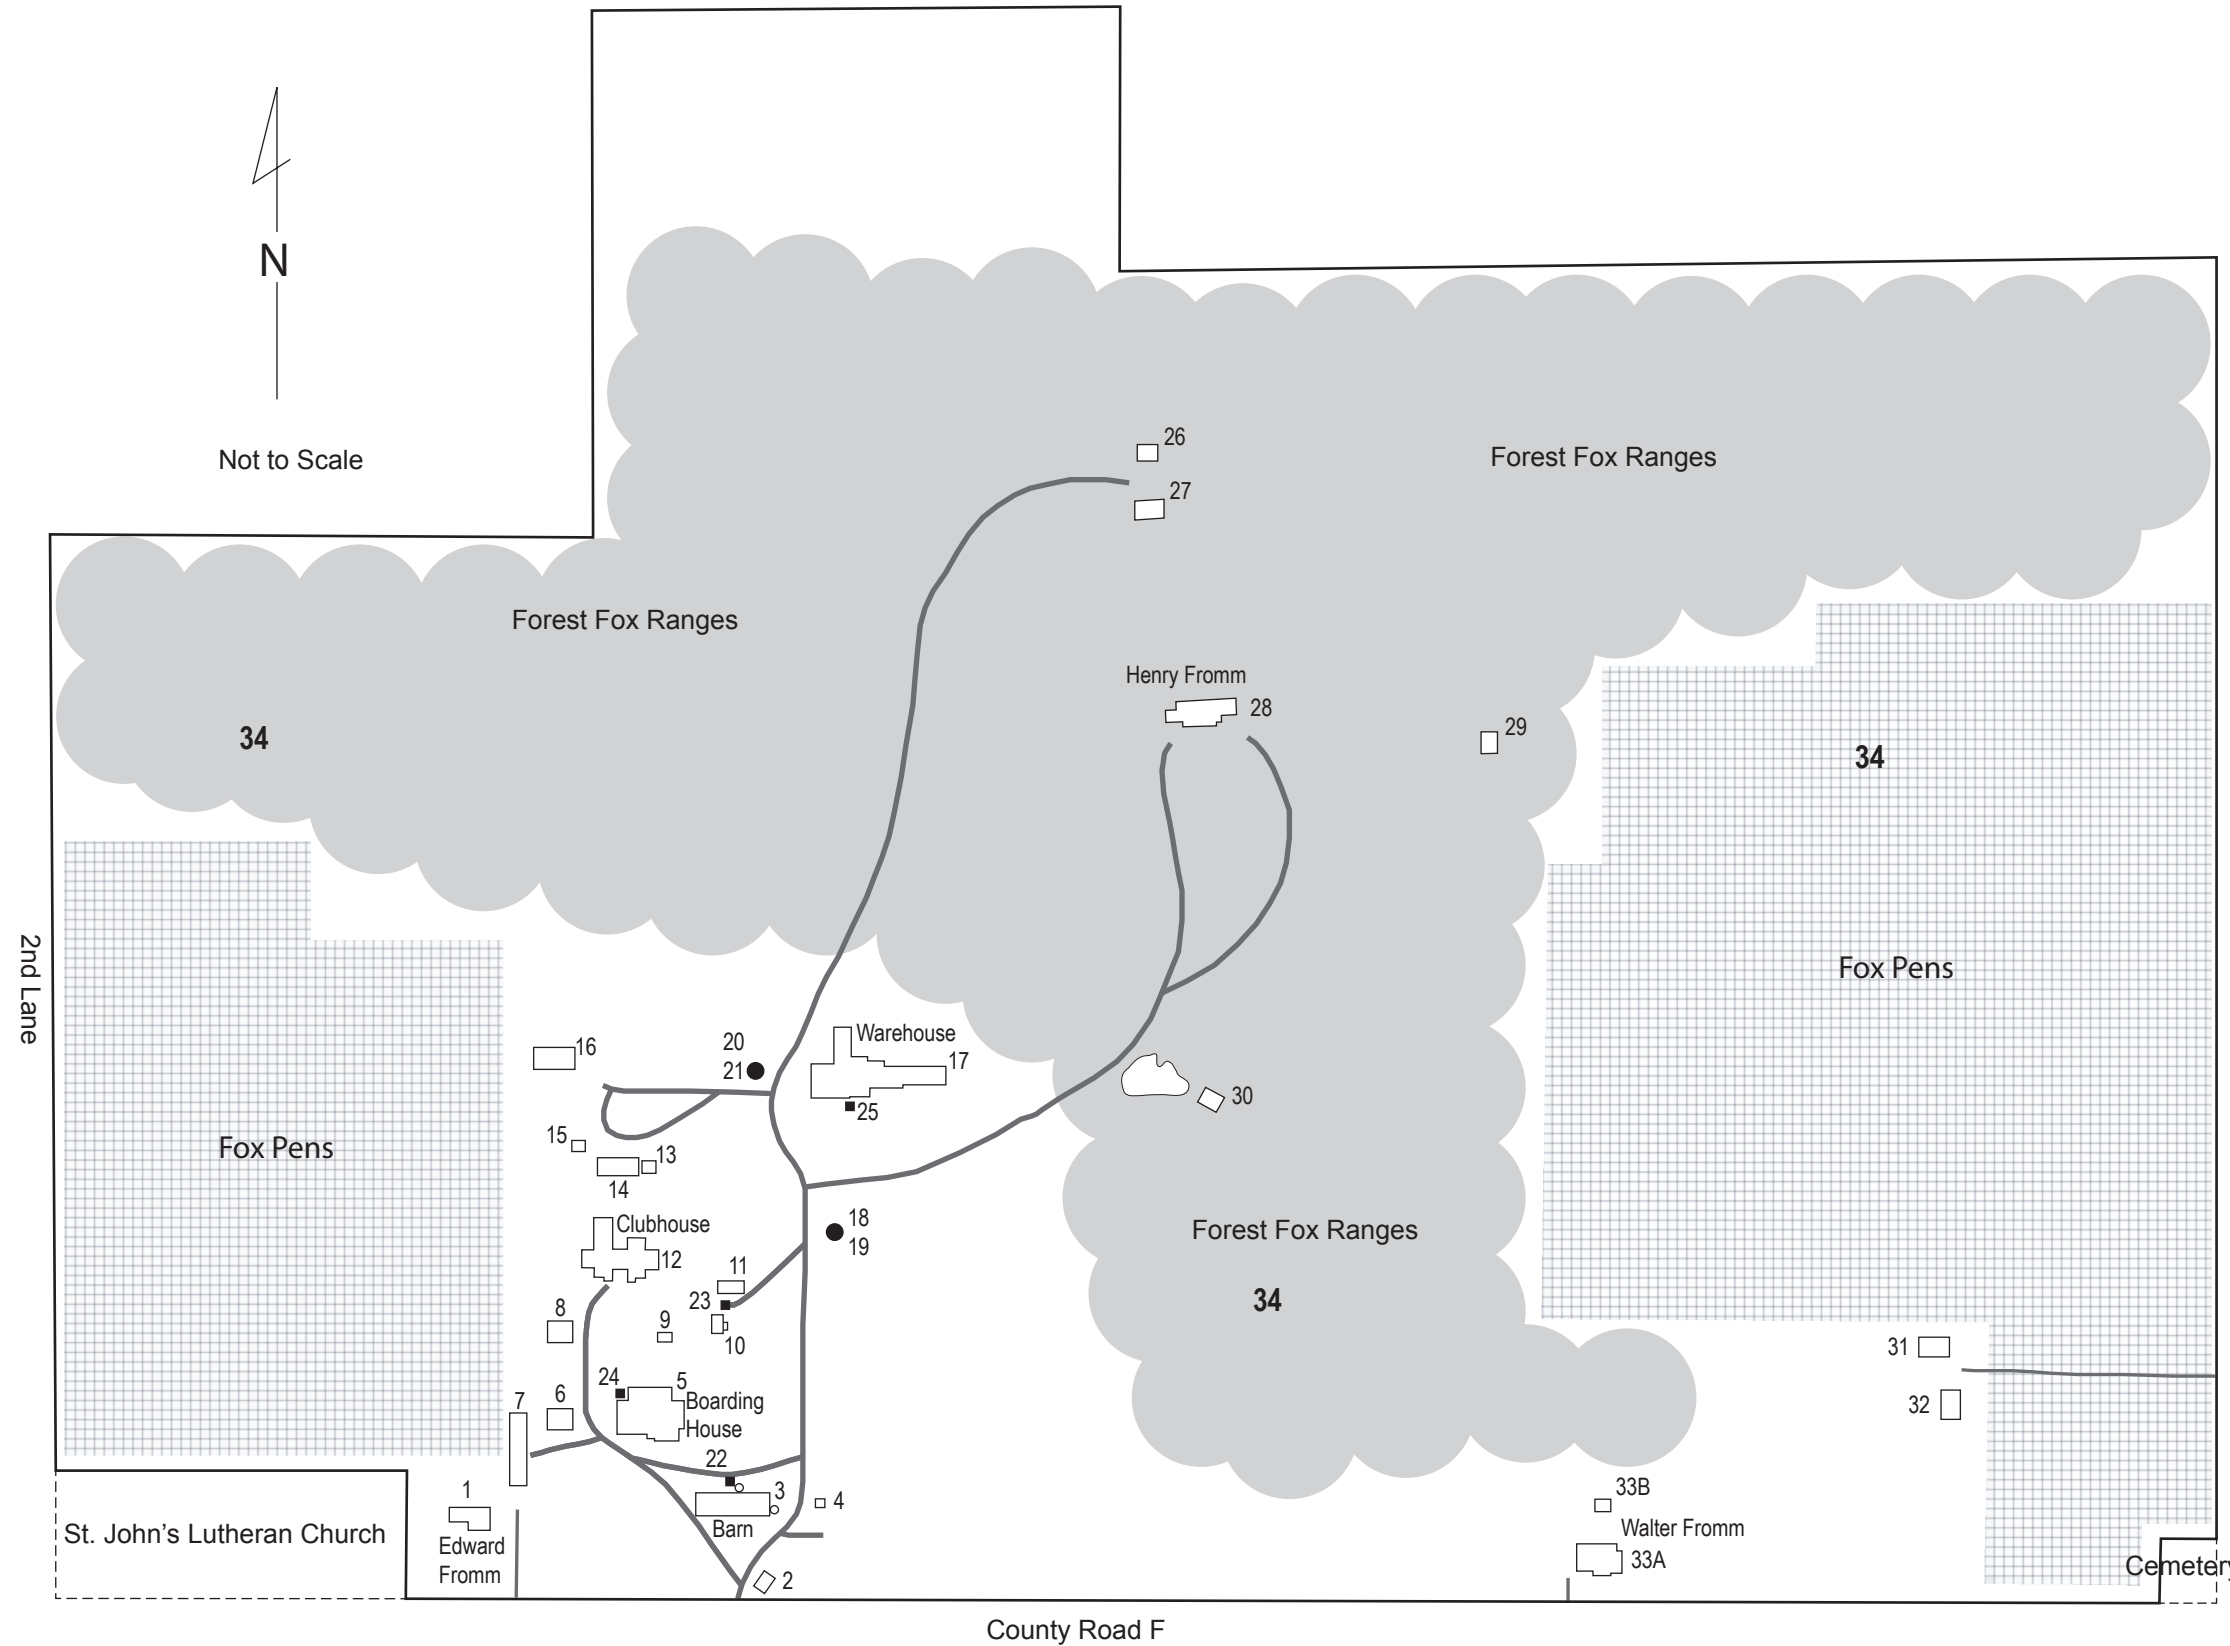 N
Not to Scale
26
Forest Fox Ranges
27
Forest Fox Ranges
Henry Fromm
28
29
34
34
2nd Lane
Fox Pens
16
20
21
Warehouse
17
25
30
Fox Pens
15
13
14
18
19
Clubhouse
12
Forest Fox Ranges
34
11
23
8
9
10
31
32
24
5
Boarding
House
7
6
22
1
3
4
33B
St. John's Lutheran Church
Edward
Fromm
Barn
Walter Fromm
33A
2
Cemetery
County Road F